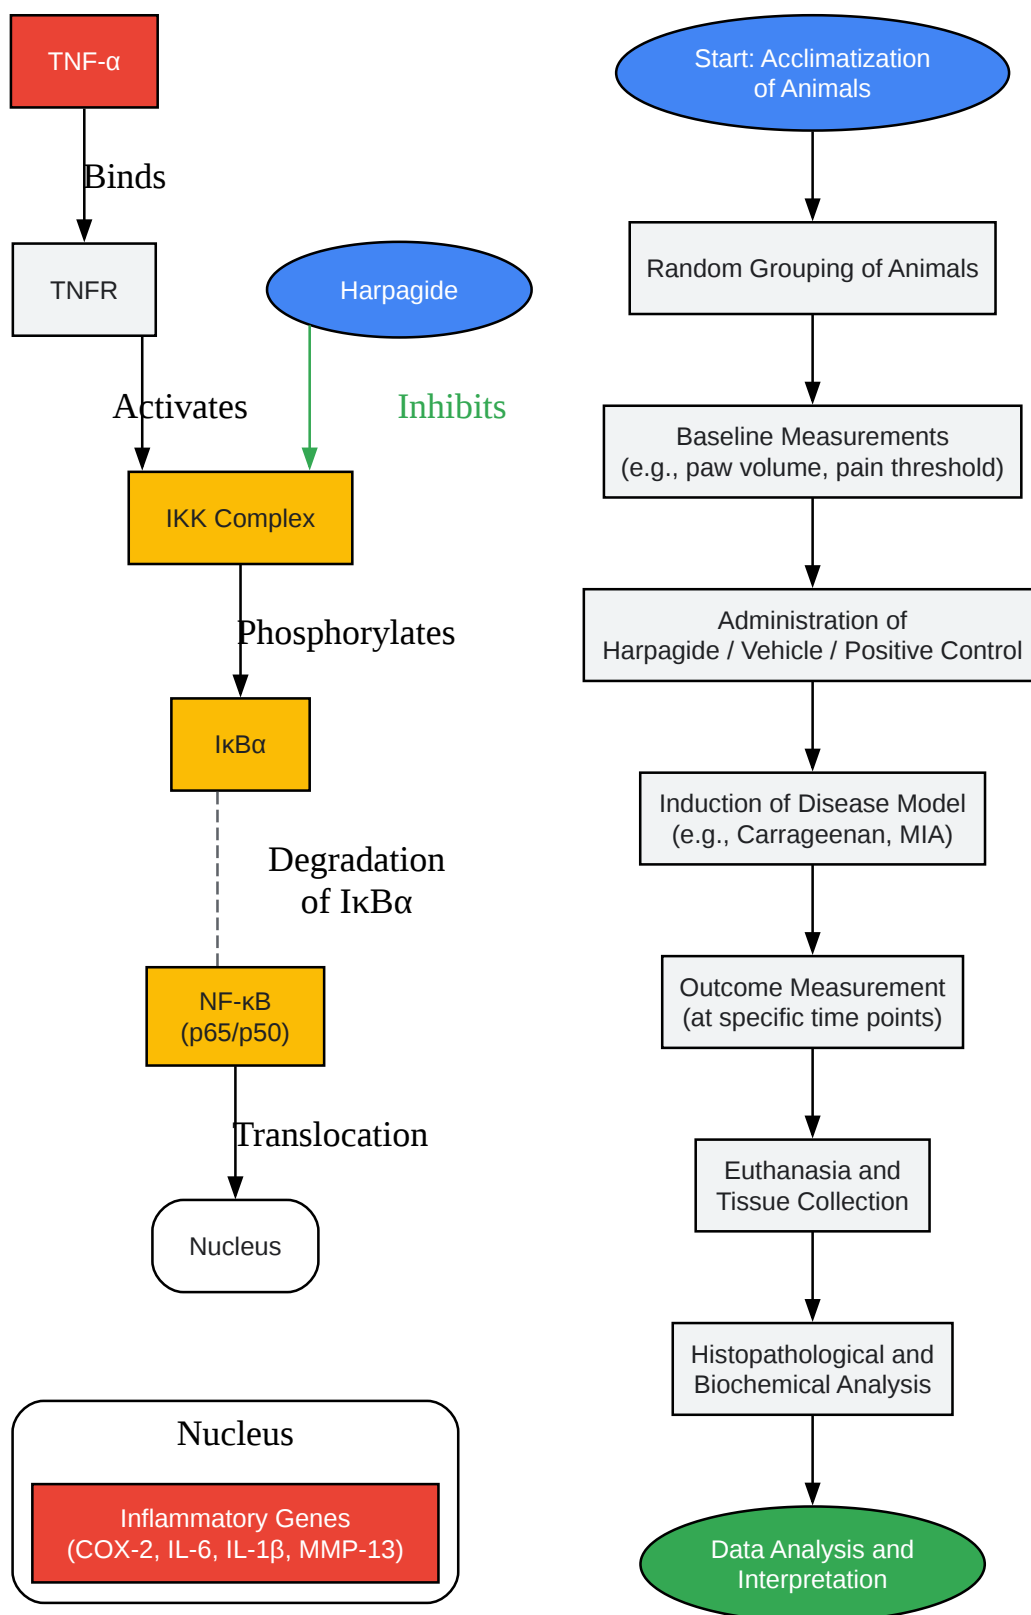 TNF-α
Binds
TNFR
Harpagide
Activates
Inhibits
IKK Complex
Phosphorylates
IκBα
Degradation
of IκBα
NF-κB
(p65/p50)
Translocation
Nucleus
Nucleus
Inflammatory Genes
(COX-2, IL-6, IL-1β, MMP-13)
Start: Acclimatization
of Animals
Random Grouping of Animals
Baseline Measurements
(e.g., paw volume, pain threshold)
Administration of
Harpagide / Vehicle / Positive Control
Induction of Disease Model
(e.g., Carrageenan, MIA)
Outcome Measurement
(at specific time points)
Euthanasia and
Tissue Collection
Histopathological and
Biochemical Analysis
Data Analysis and
Interpretation